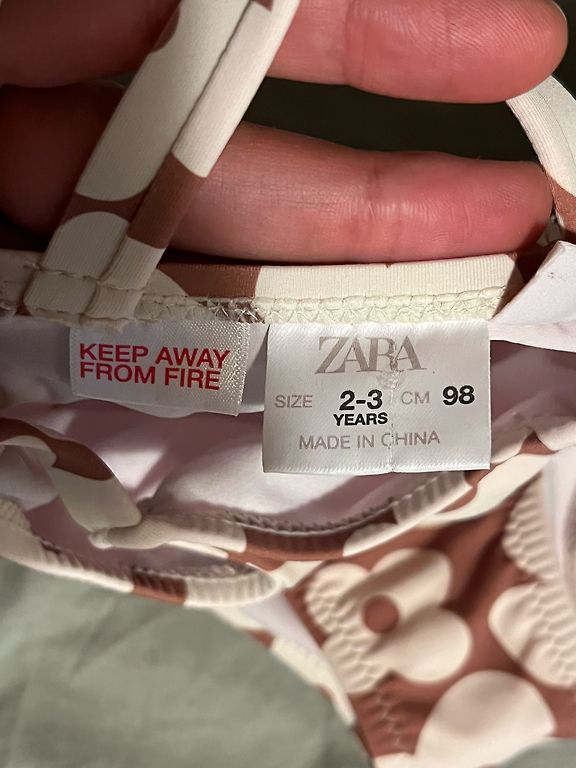 KEEP AWAY
FROM FIRE
ZARA
SIZE 2-3 YEARS CM 98
MADE IN CHINA